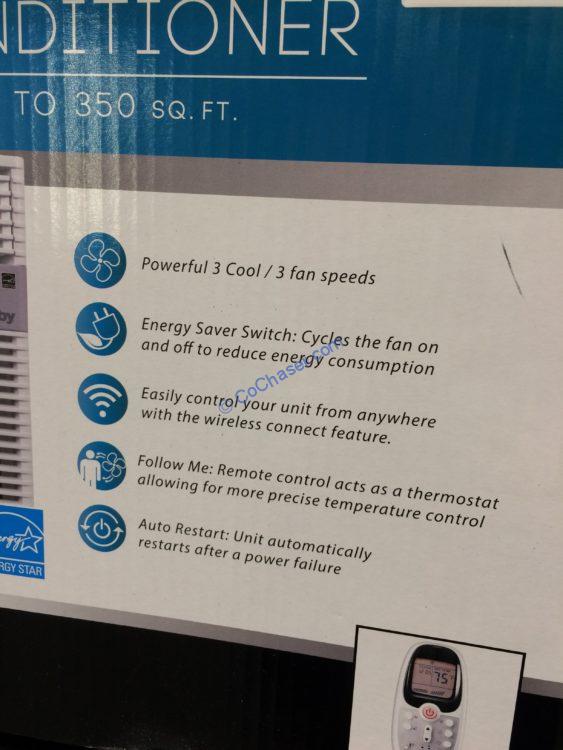 NDITIONER
TO 350 SQ. FT.
Powerful 3 Cool / 3 fan speeds
Energy Saver Switch: Cycles the fan on
and off to reduce energy consumption
© CoChaser.com
Easily control your unit from anywhere
with the wireless connect feature.
Follow Me: Remote control acts as a thermostat
allowing for more precise temperature control
Auto Restart: Unit automatically
restarts after a power failure
by
nergy
RGY STAR
75